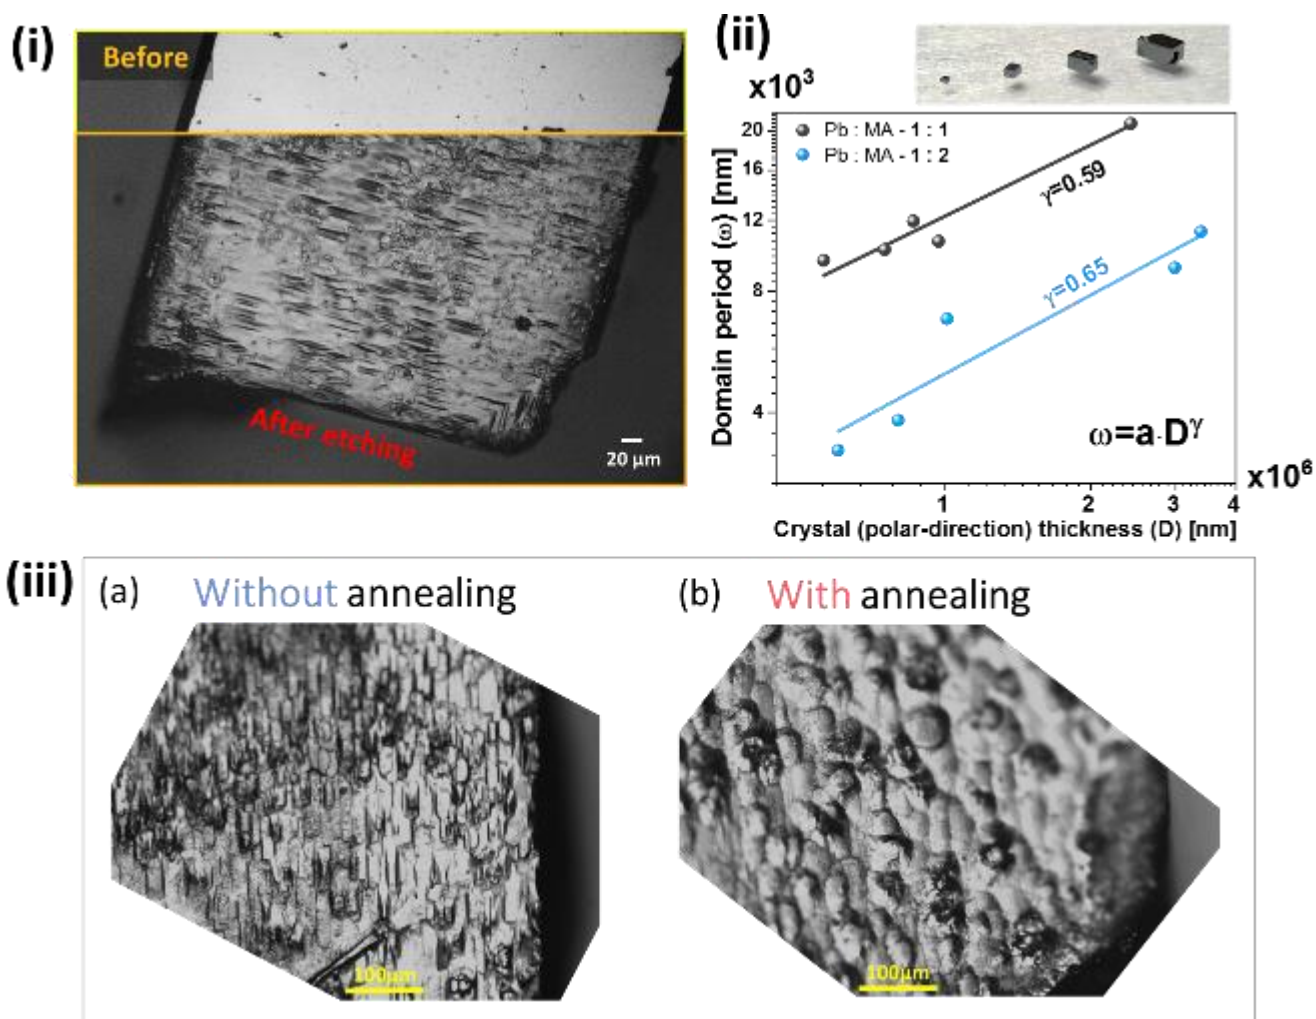 (i)
Before
After etching
20 μm
(ii)
x10³
20
16
12
8
4
Domain period (ω) [nm]
Pb : MA - 1 : 1
Pb : MA - 1 : 2
γ=0.59
γ=0.65
ω=a·D^γ
x10⁶
1
2
3
4
Crystal (polar-direction) thickness (D) [nm]
(iii)
(a) Without annealing
100μm
(b) With annealing
100μm